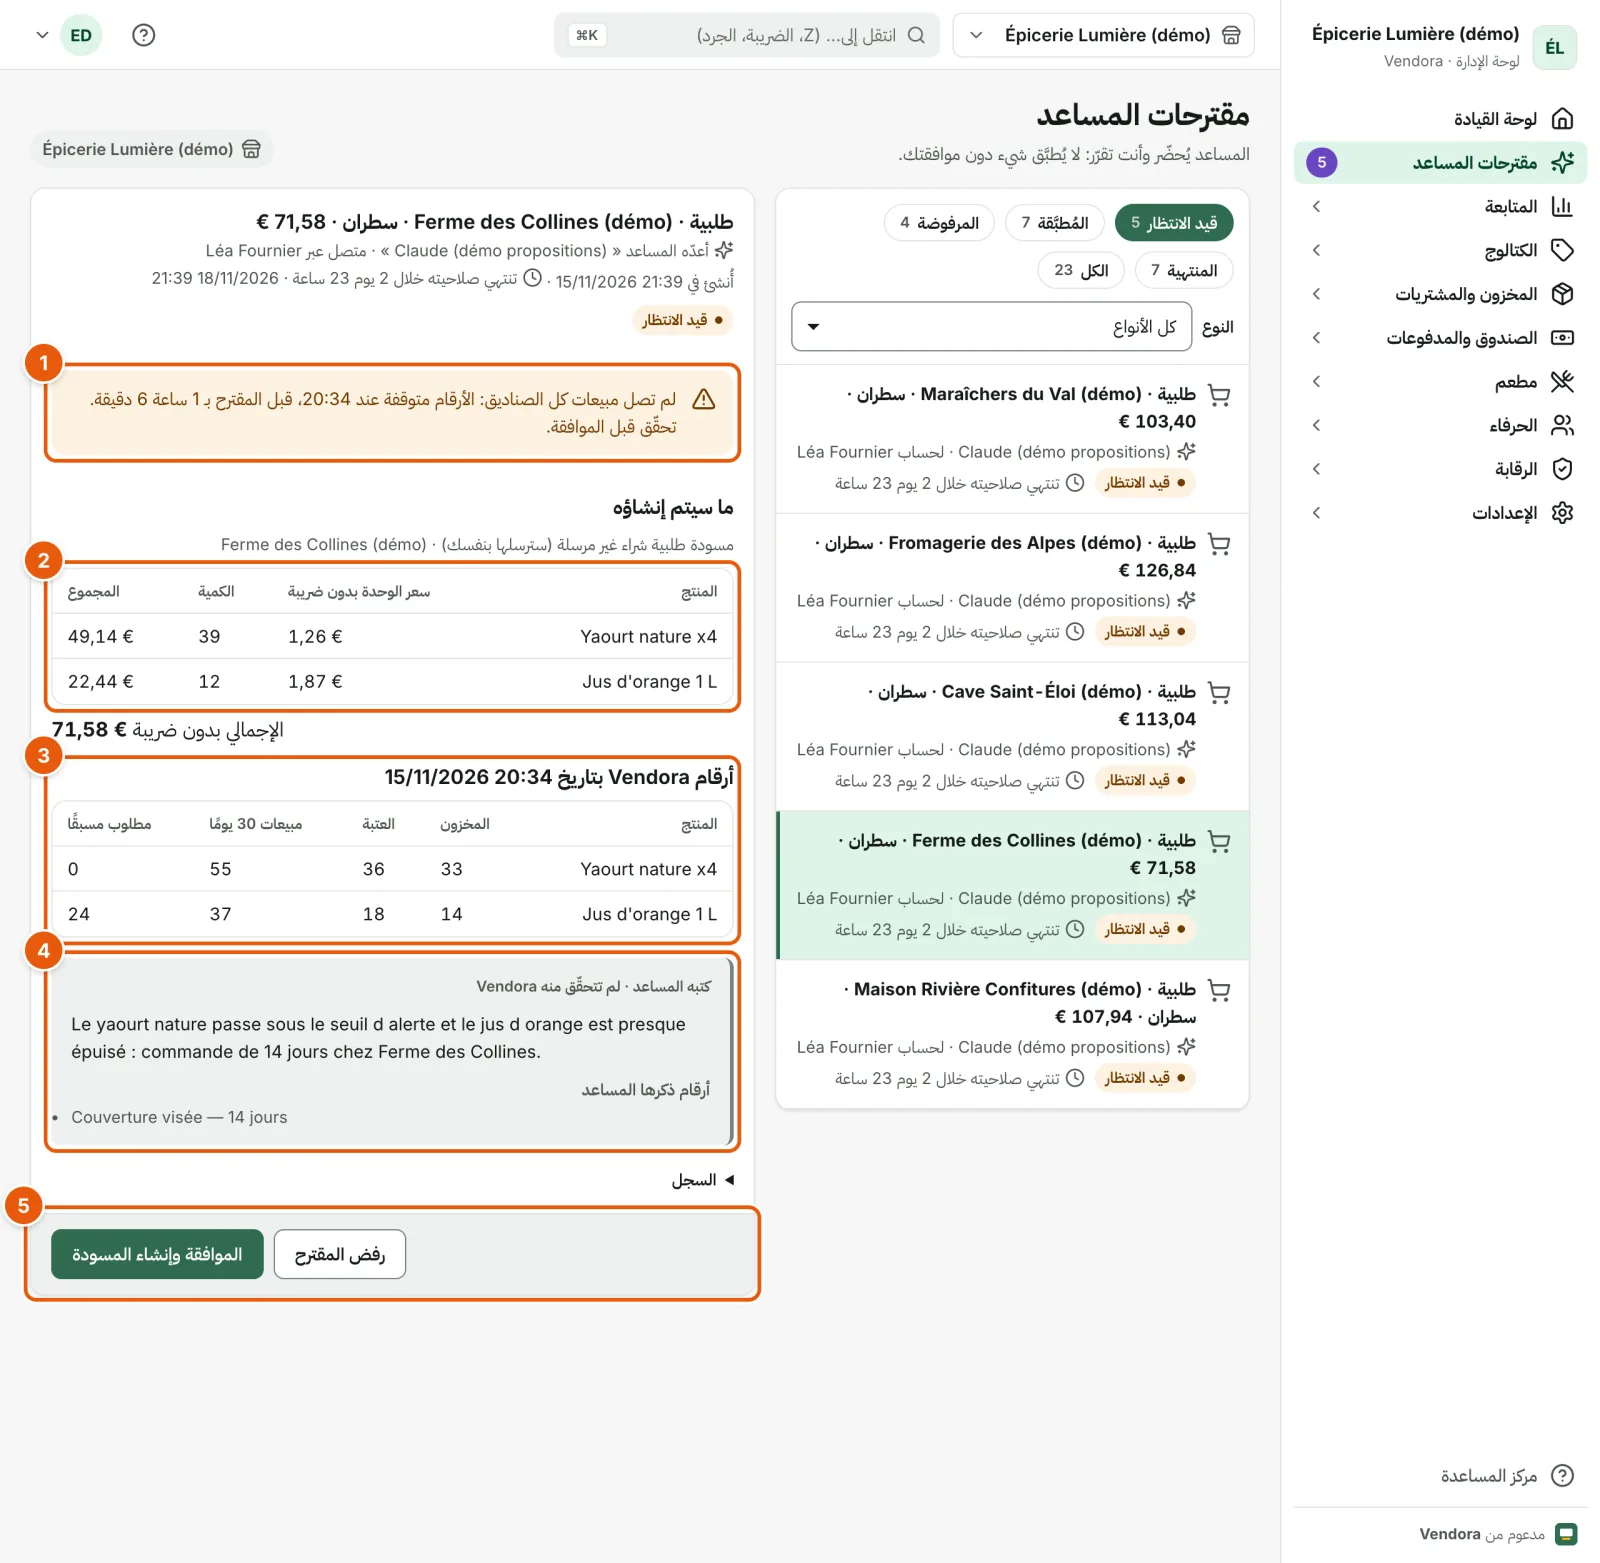 Épicerie Lumière (démo)
لوحة الإدارة · Vendora
ÉL
لوحة القيادة
مقترحات المساعد
5
المتابعة
الكتالوج
المخزون والمشتريات
الصندوق والمدفوعات
مطعم
الحرفاء
الرقابة
الإعدادات
مركز المساعدة
مدعوم من Vendora
Épicerie Lumière (démo)
انتقل إلى... (Z، الضريبة، الجرد)
⌘K
ED
مقترحات المساعد
المساعد يُحضّر وأنت تقرّر: لا يُطبَّق شيء دون موافقتك.
Épicerie Lumière (démo)
قيد الانتظار 5
المُطبَّقة 7
المرفوضة 4
المنتهية 7
الكل 23
النوع
كل الأنواع
طلبية · Maraîchers du Val (démo) · سطران ·
103,40 €
Claude (démo propositions) · لحساب Léa Fournier
قيد الانتظار
تنتهي صلاحيته خلال 2 يوم 23 ساعة
طلبية · Fromagerie des Alpes (démo) · سطران ·
126,84 €
Claude (démo propositions) · لحساب Léa Fournier
قيد الانتظار
تنتهي صلاحيته خلال 2 يوم 23 ساعة
طلبية · Cave Saint-Éloi (démo) · سطران ·
113,04 €
Claude (démo propositions) · لحساب Léa Fournier
قيد الانتظار
تنتهي صلاحيته خلال 2 يوم 23 ساعة
طلبية · Ferme des Collines (démo) · سطران ·
71,58 €
Claude (démo propositions) · لحساب Léa Fournier
قيد الانتظار
تنتهي صلاحيته خلال 2 يوم 23 ساعة
طلبية · Maison Rivière Confitures (démo) ·
سطران · 107,94 €
Claude (démo propositions) · لحساب Léa Fournier
قيد الانتظار
تنتهي صلاحيته خلال 2 يوم 23 ساعة
طلبية · Ferme des Collines (démo) · سطران · 71,58 €
أعدّه المساعد « Claude (démo propositions) » · متصل عبر Léa Fournier
أُنشئ في 15/11/2026 21:39 · تنتهي صلاحيته خلال 2 يوم 23 ساعة · 18/11/2026 21:39
قيد الانتظار
1
لم تصل مبيعات كل الصناديق: الأرقام متوقفة عند 20:34، قبل المقترح بـ 1 ساعة 6 دقيقة.
تحقّق قبل الموافقة.
ما سيتم إنشاؤه
مسودة طلبية شراء غير مرسلة (سترسلها بنفسك) · Ferme des Collines (démo)
2
المنتج سعر الوحدة بدون ضريبة الكمية المجموع
Yaourt nature x4 1,26 € 39 49,14 €
Jus d'orange 1 L 1,87 € 12 22,44 €
الإجمالي بدون ضريبة 71,58 €
3
أرقام Vendora بتاريخ 15/11/2026 20:34
المنتج المخزون العتبة مبيعات 30 يومًا مطلوب مسبقًا
Yaourt nature x4 33 36 55 0
Jus d'orange 1 L 14 18 37 24
4
كتبه المساعد · لم تتحقّق منه Vendora
Le yaourt nature passe sous le seuil d alerte et le jus d orange est presque
épuisé : commande de 14 jours chez Ferme des Collines.
أرقام ذكرها المساعد
• Couverture visée — 14 jours
السجل
5
رفض المقترح
الموافقة وإنشاء المسودة